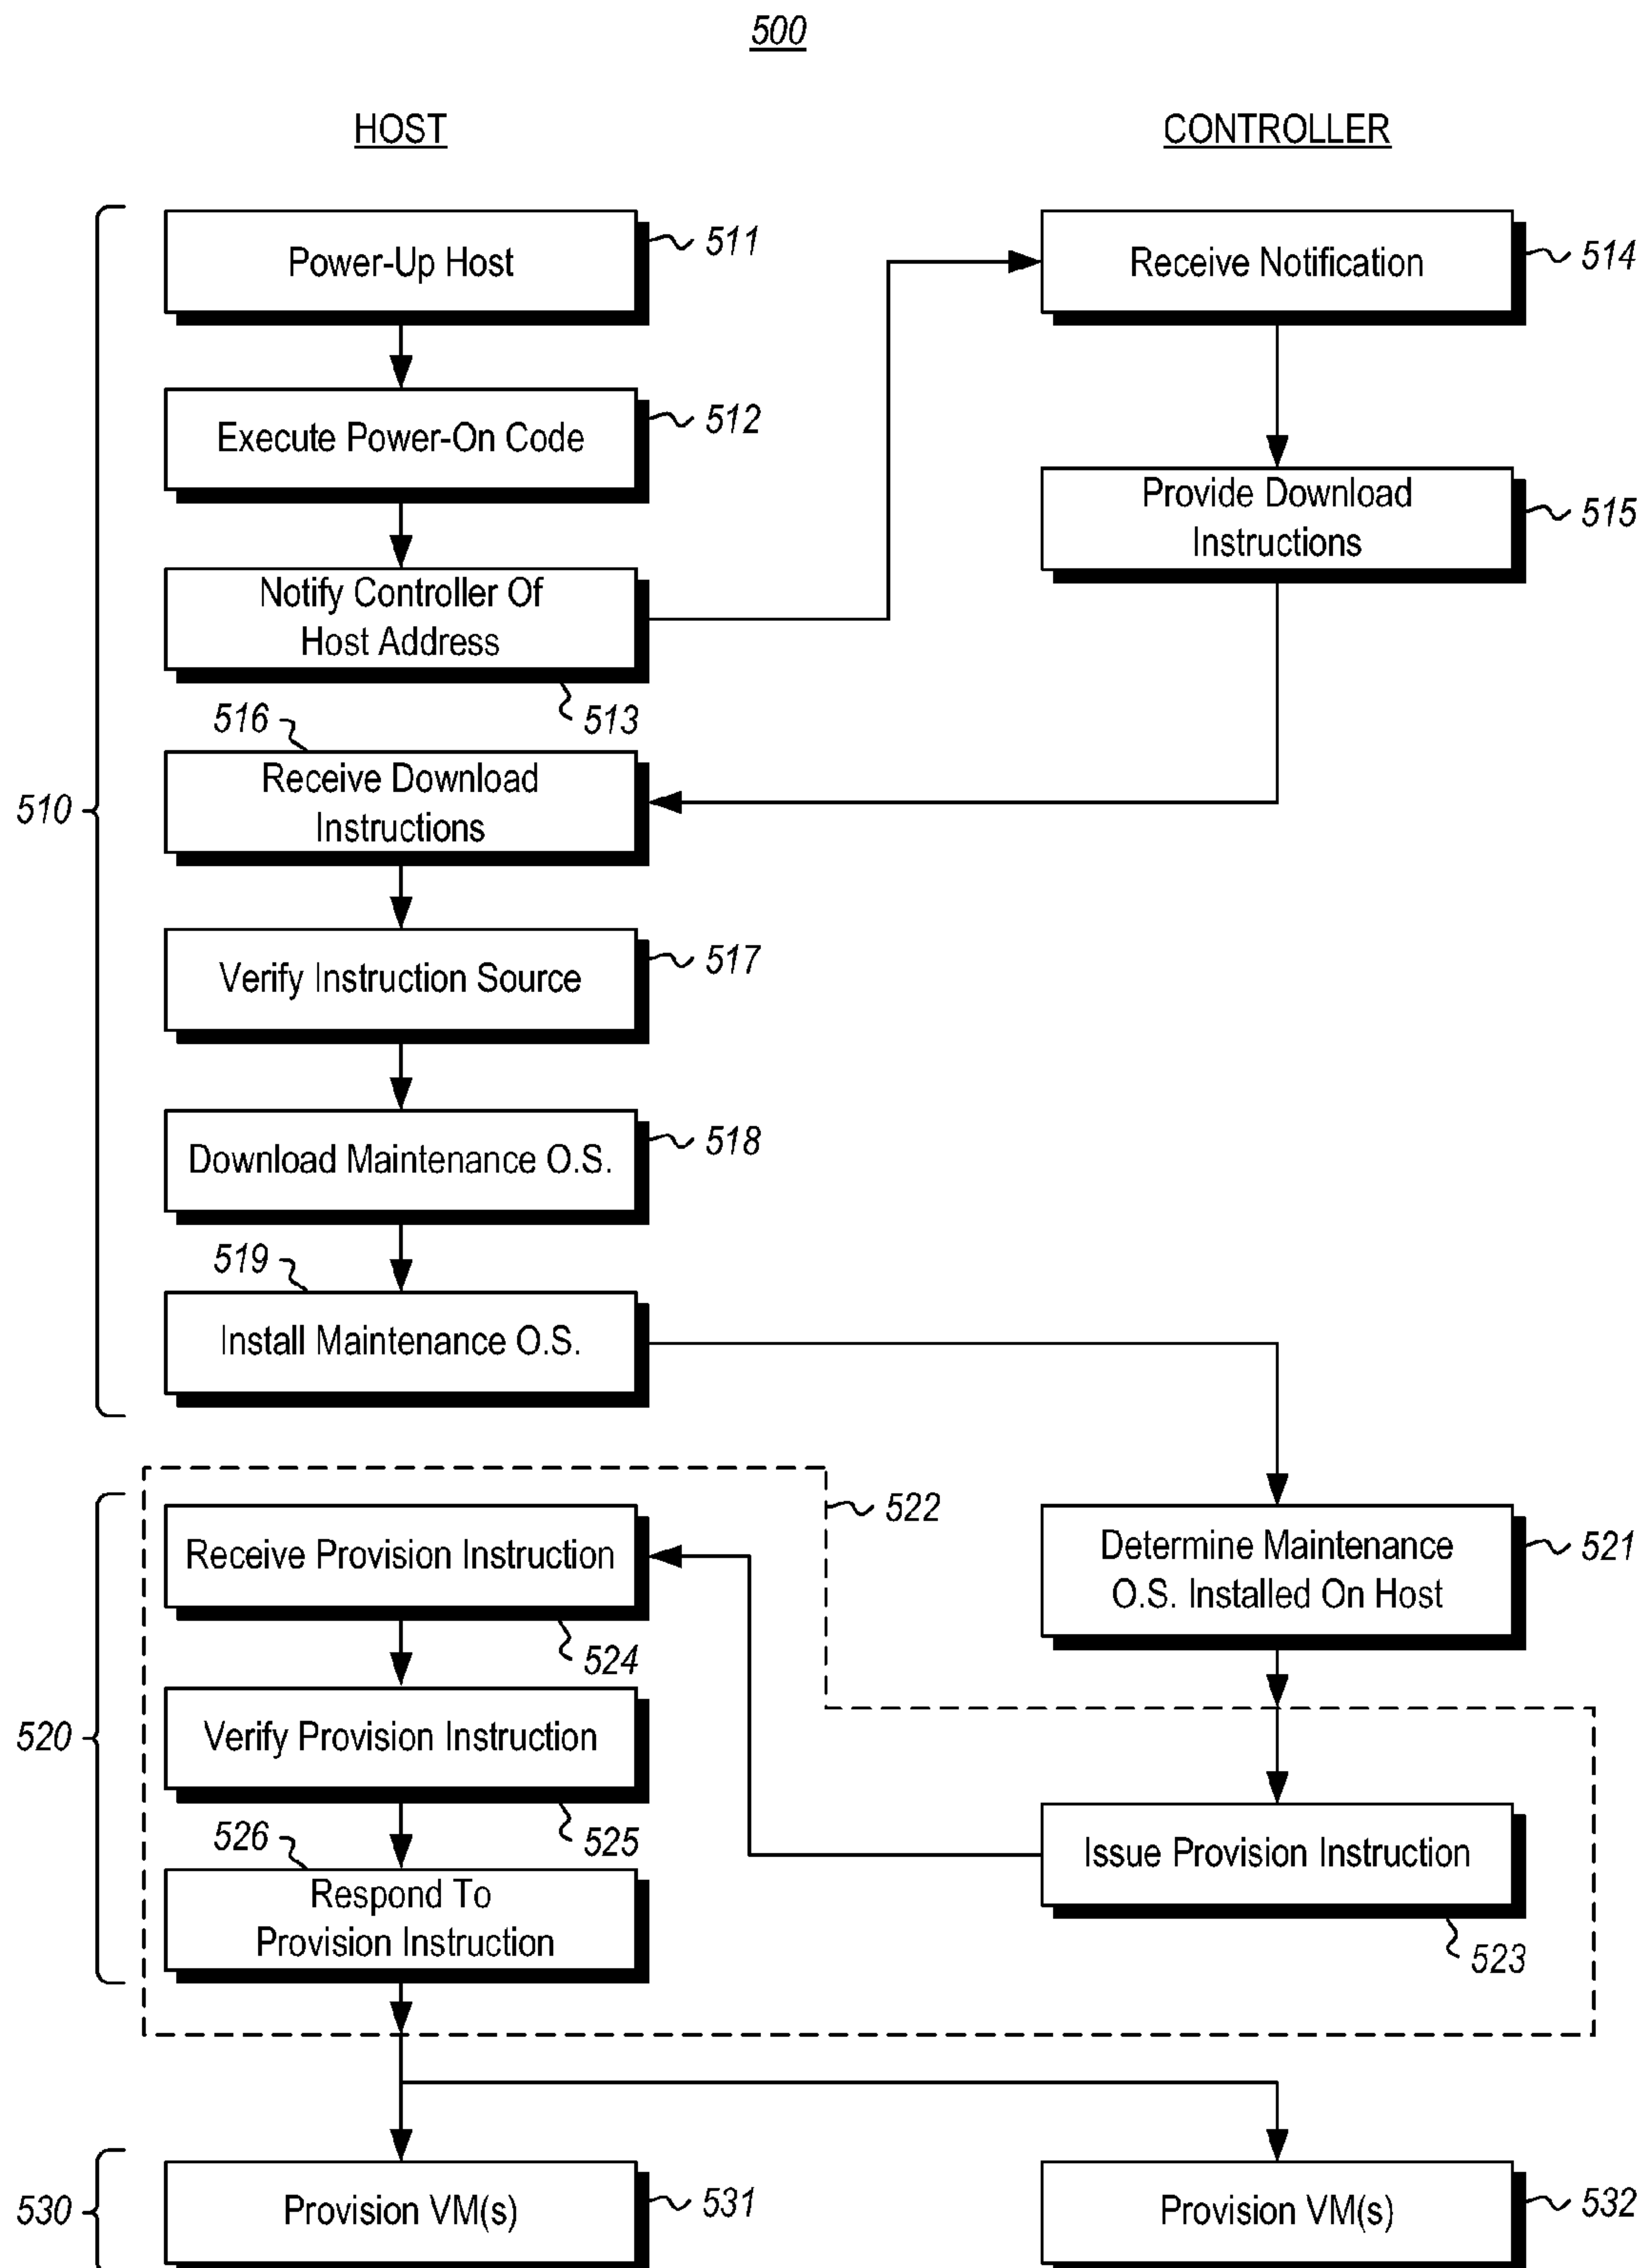 500
HOST
CONTROLLER
Power-Up Host
511
Receive Notification
514
Execute Power-On Code
512
Provide Download
Instructions
515
Notify Controller Of
Host Address
513
516
Receive Download
Instructions
510
Verify Instruction Source
517
Download Maintenance O.S.
518
519
Install Maintenance O.S.
522
Receive Provision Instruction
524
Determine Maintenance
O.S. Installed On Host
521
520
Verify Provision Instruction
525
526
Respond To
Provision Instruction
Issue Provision Instruction
523
530
Provision VM(s)
531
Provision VM(s)
532